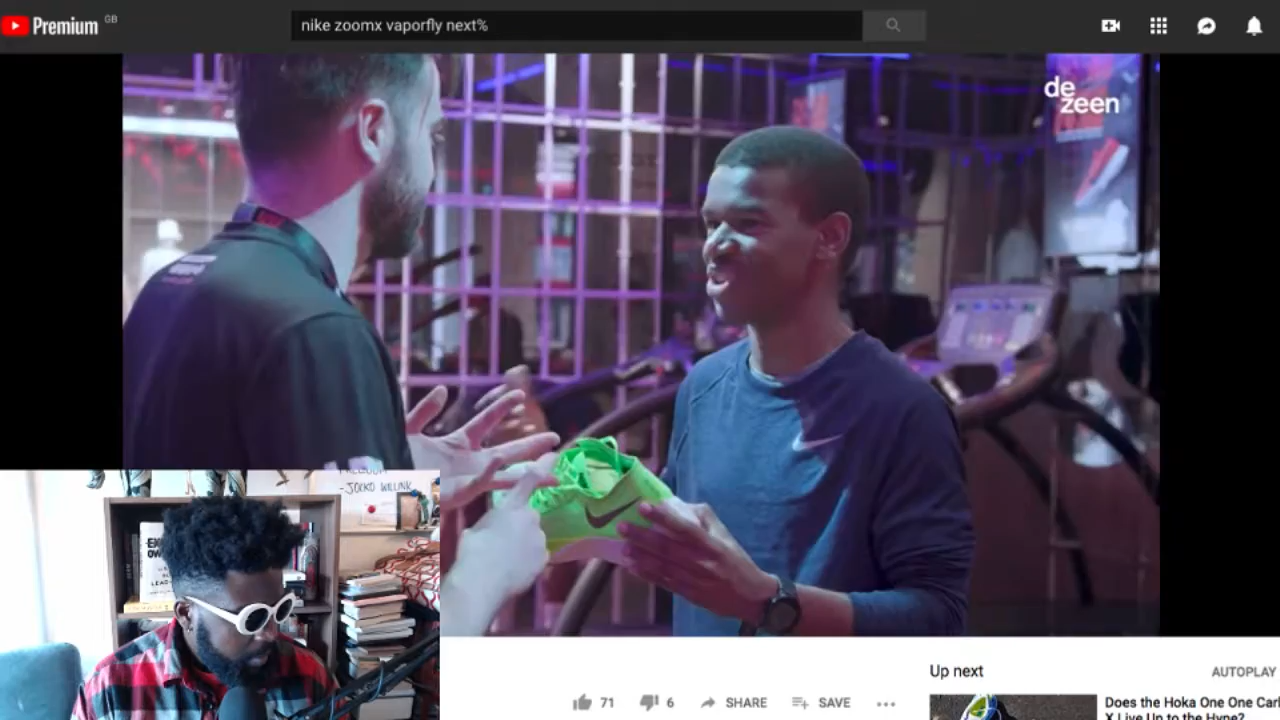 Premium GB
nike zoomx vaporfly next%
de
zeen
- JOCKO WILLINK
Up next
AUTOPLAY
71
6
SHARE
SAVE
Does the Hoka One One Car
X Live Up to the Hype?